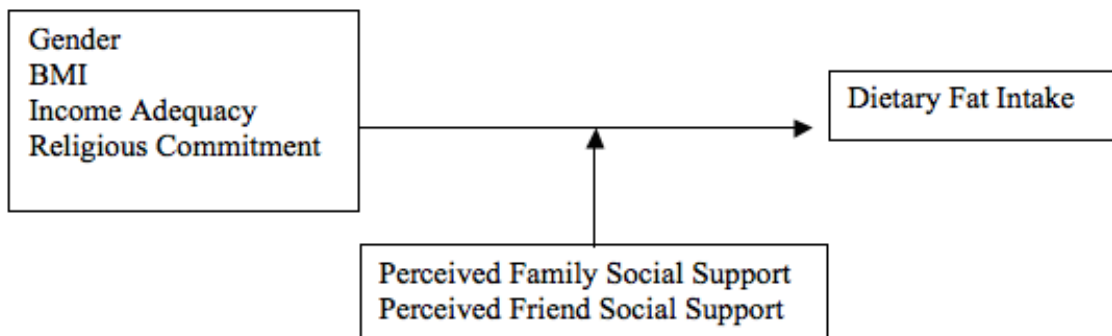 Gender
BMI
Income Adequacy
Religious Commitment
Dietary Fat Intake
Perceived Family Social Support
Perceived Friend Social Support